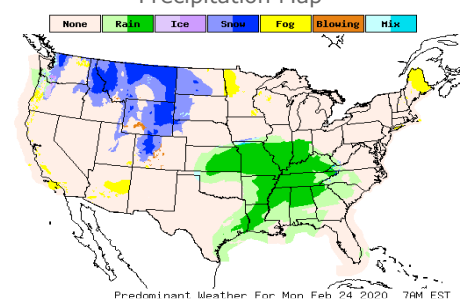 Precipitation Map
None Rain Ice Snow Fog Blowing Mix
Predominant Weather For Mon Feb 24 2020 7AM EST